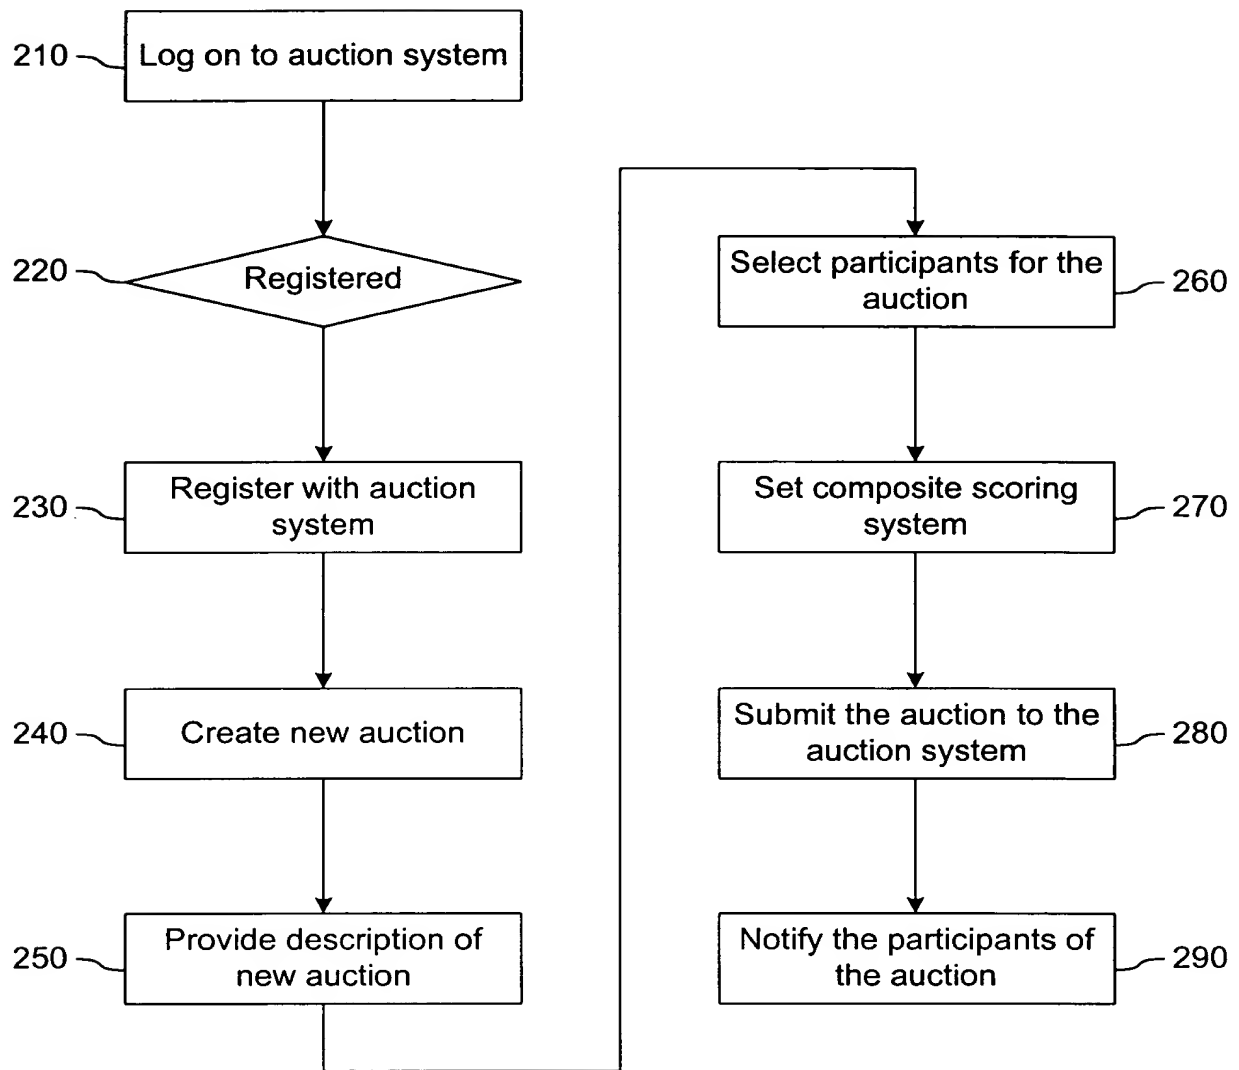 210
Log on to auction system
220
Registered
230
Register with auction
system
240
Create new auction
250
Provide description of
new auction
Select participants for the
auction
260
Set composite scoring
system
270
Submit the auction to the
auction system
280
Notify the participants of
the auction
290